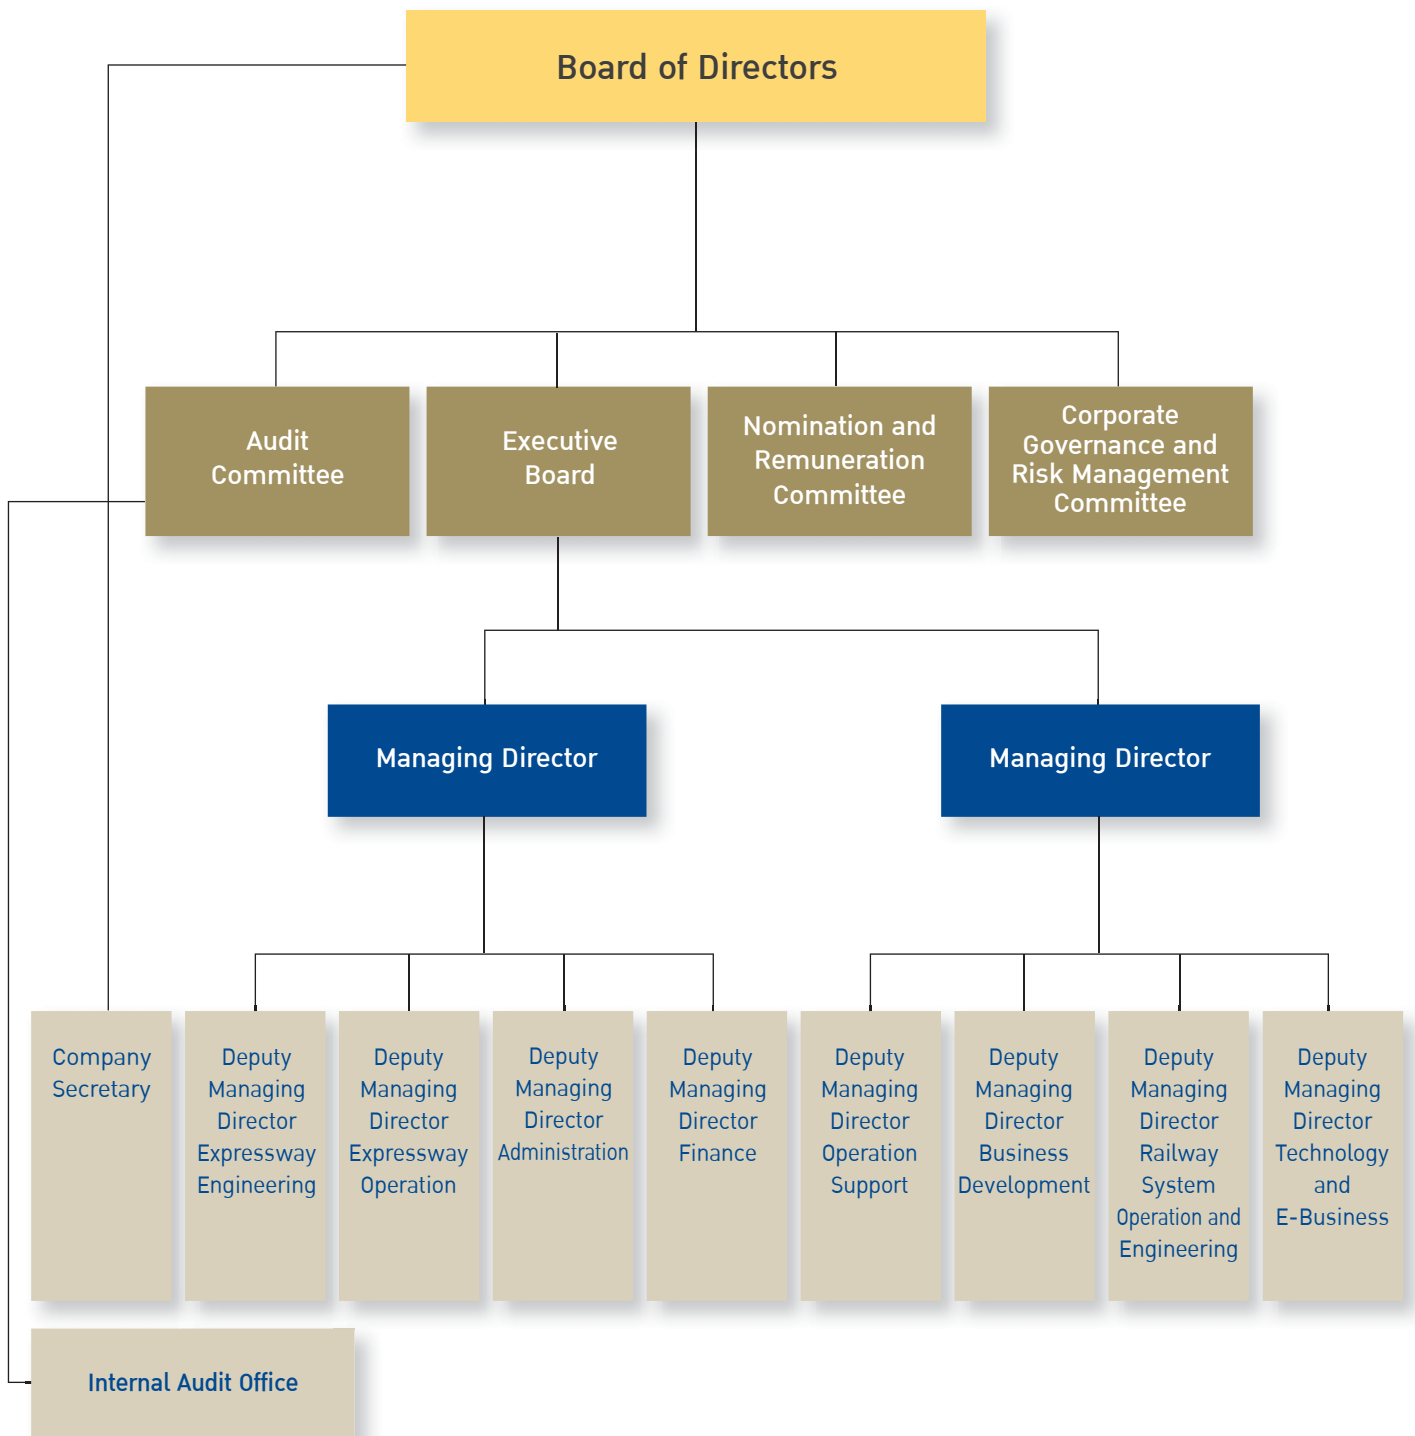 Board of Directors
Audit
Committee
Executive
Board
Nomination and
Remuneration
Committee
Corporate
Governance and
Risk Management
Committee
Managing Director
Managing Director
Company
Secretary
Deputy
Managing
Director
Expressway
Engineering
Deputy
Managing
Director
Expressway
Operation
Deputy
Managing
Director
Administration
Deputy
Managing
Director
Finance
Deputy
Managing
Director
Operation
Support
Deputy
Managing
Director
Business
Development
Deputy
Managing
Director
Railway
System
Operation and
Engineering
Deputy
Managing
Director
Technology
and
E-Business
Internal Audit Office